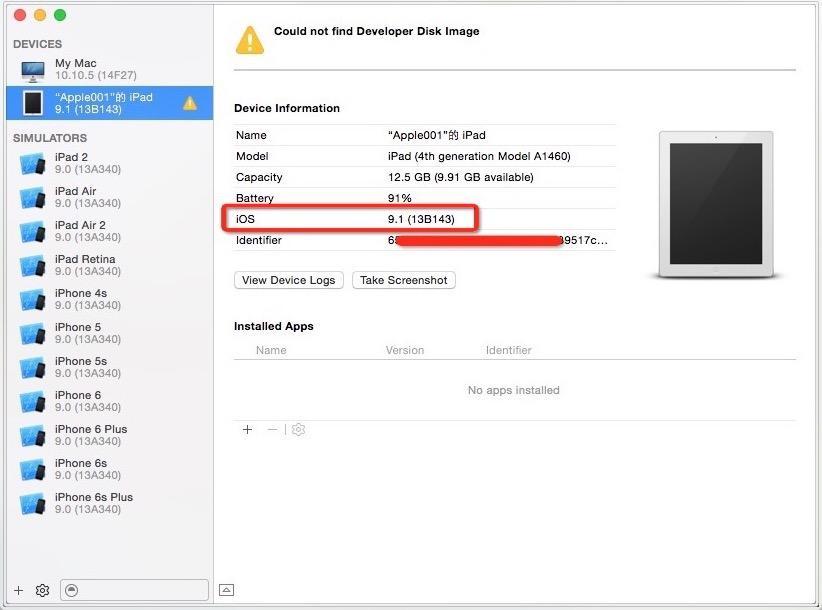 DEVICES
My Mac
10.10.5 (14F27)
“Apple001”的 iPad
9.1 (13B143)
SIMULATORS
iPad 2
9.0 (13A340)
iPad Air
9.0 (13A340)
iPad Air 2
9.0 (13A340)
iPad Retina
9.0 (13A340)
iPhone 4s
9.0 (13A340)
iPhone 5
9.0 (13A340)
iPhone 5s
9.0 (13A340)
iPhone 6
9.0 (13A340)
iPhone 6 Plus
9.0 (13A340)
iPhone 6s
9.0 (13A340)
iPhone 6s Plus
9.0 (13A340)
Could not find Developer Disk Image
Device Information
Name “Apple001”的 iPad
Model iPad (4th generation Model A1460)
Capacity 12.5 GB (9.91 GB available)
Battery 91%
iOS 9.1 (13B143)
Identifier
View Device Logs Take Screenshot
Installed Apps
Name Version Identifier
No apps installed